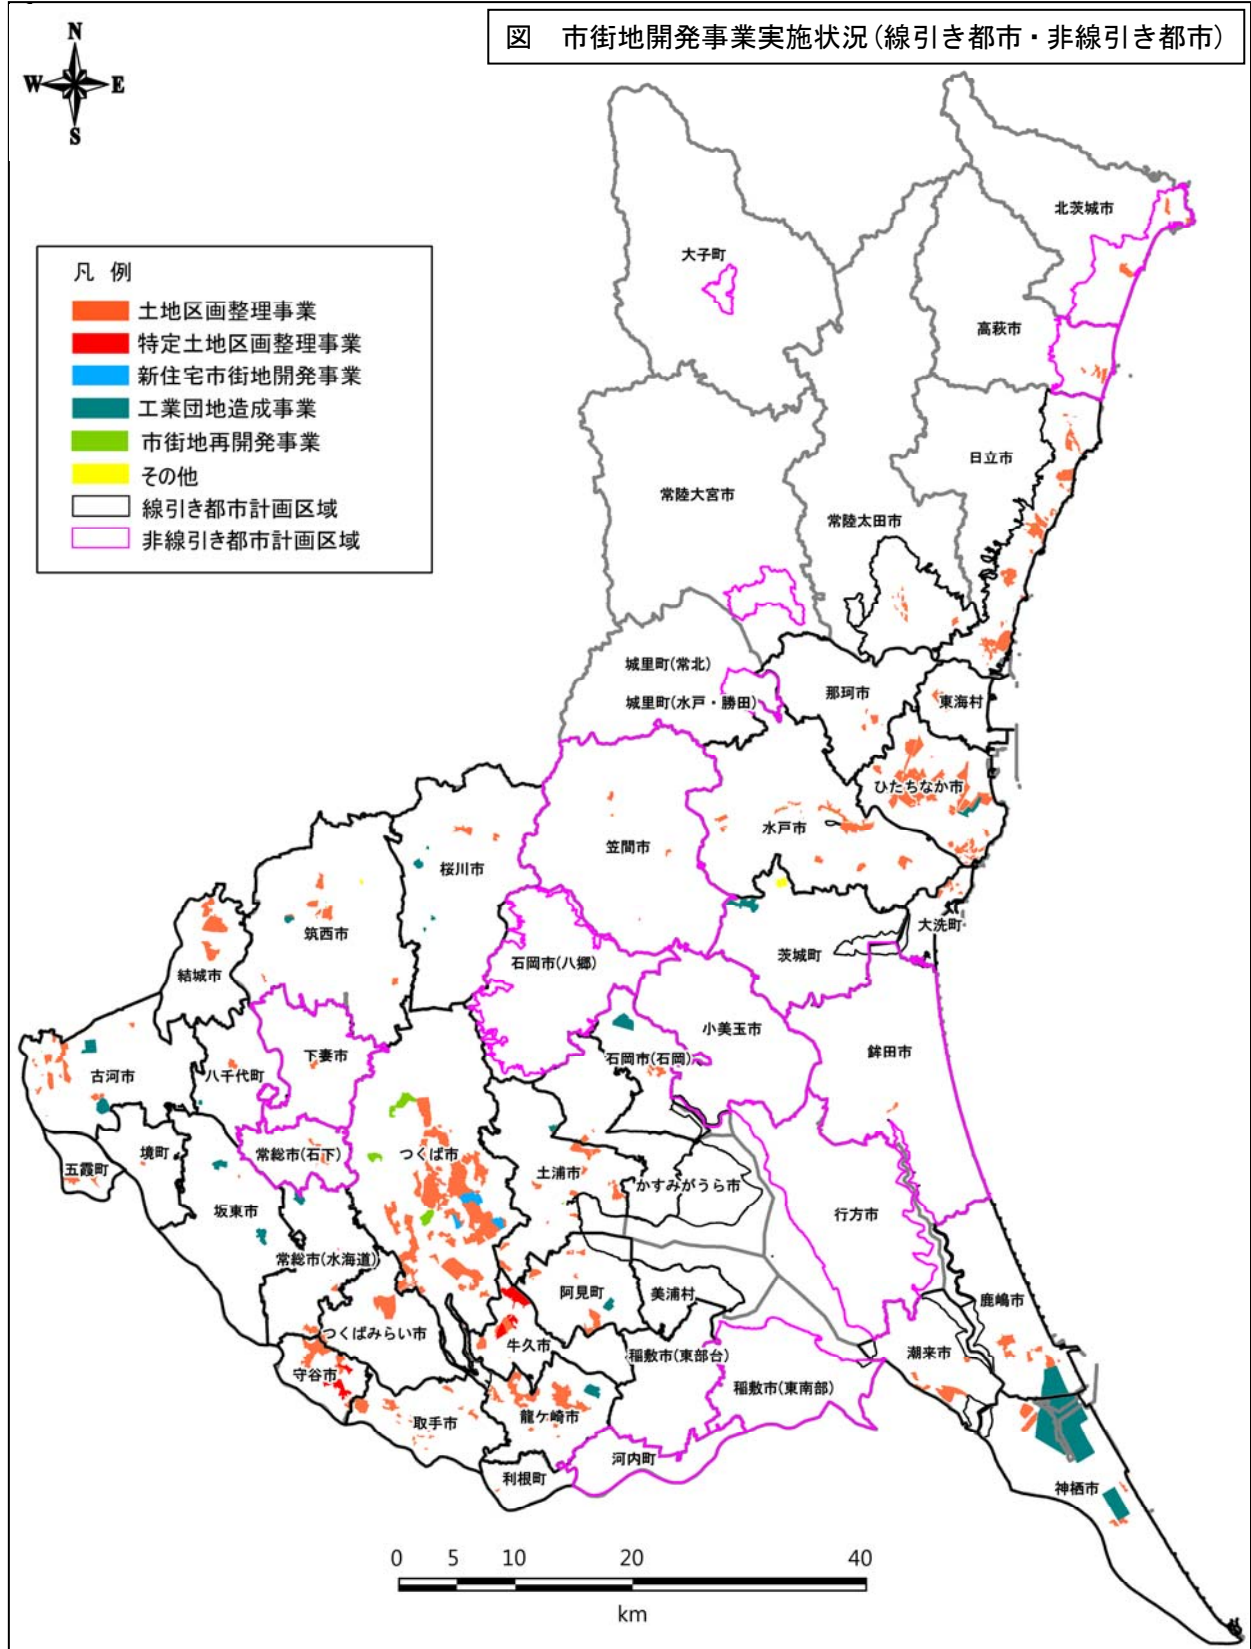 図 市街地開発事業実施状況(線引き都市・非線引き都市)
N
W E
S
凡 例
土地区画整理事業
特定土地区画整理事業
新住宅市街地開発事業
工業団地造成事業
市街地再開発事業
その他
線引き都市計画区域
非線引き都市計画区域
北茨城市
大子町
高萩市
日立市
常陸大宮市
常陸太田市
城里町(常北)
城里町(水戸・勝田)
那珂市
東海村
ひたちなか市
水戸市
笠間市
桜川市
大洗町
筑西市
茨城町
石岡市(八郷)
結城市
小美玉市
鉾田市
下妻市
石岡市(石岡)
古河市
八千代町
つくば市
常総市(石下)
境町
五霞町
土浦市
かすみがうら市
坂東市
行方市
常総市(水海道)
阿見町
美浦村
鹿嶋市
つくばみらい市
牛久市
潮来市
稲敷市(東部台)
守谷市
稲敷市(東南部)
取手市
龍ケ崎市
河内町
利根町
神栖市
0 5 10 20 40
km